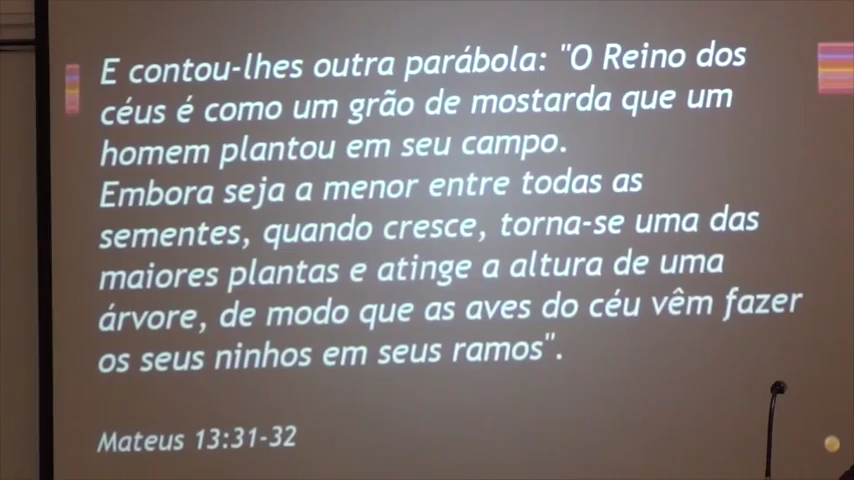 E contou-lhes outra parábola: "O Reino dos
céus é como um grão de mostarda que um
homem plantou em seu campo.
Embora seja a menor entre todas as
sementes, quando cresce, torna-se uma das
maiores plantas e atinge a altura de uma
árvore, de modo que as aves do céu vêm fazer
os seus ninhos em seus ramos".
Mateus 13:31-32